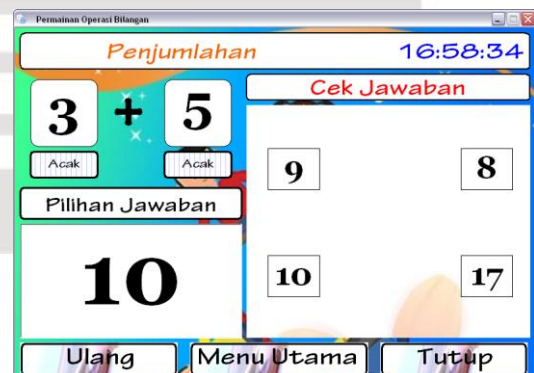 Permainan Operasi Bilangan
Penjumlahan 16:58:34
3 + 5
Acak Acak
Pilihan Jawaban
10
Cek Jawaban
9 8
10 17
Ulang Menu Utama Tutup